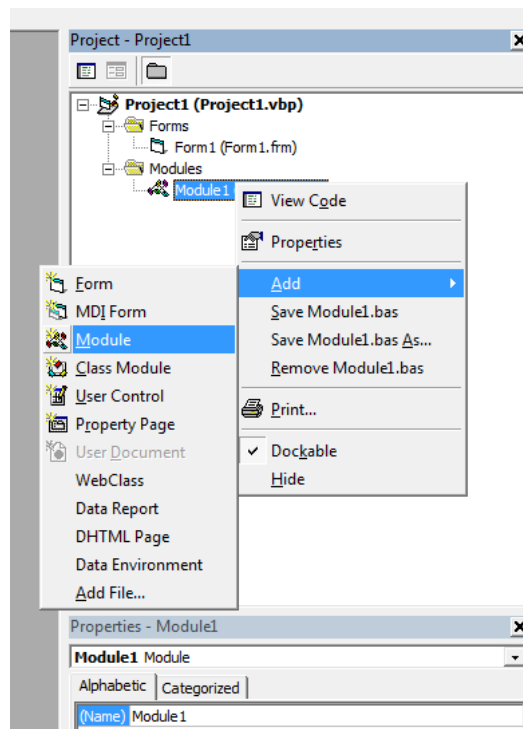 Project - Project1
Project1 (Project1.vbp)
Forms
Form1 (Form1.frm)
Modules
Module1
View Code
Properties
Add
Save Module1.bas
Save Module1.bas As...
Remove Module1.bas
Print...
Dockable
Hide
Form
MDI Form
Module
Class Module
User Control
Property Page
User Document
WebClass
Data Report
DHTML Page
Data Environment
Add File...
Properties - Module1
Module1 Module
Alphabetic Categorized
(Name) Module1